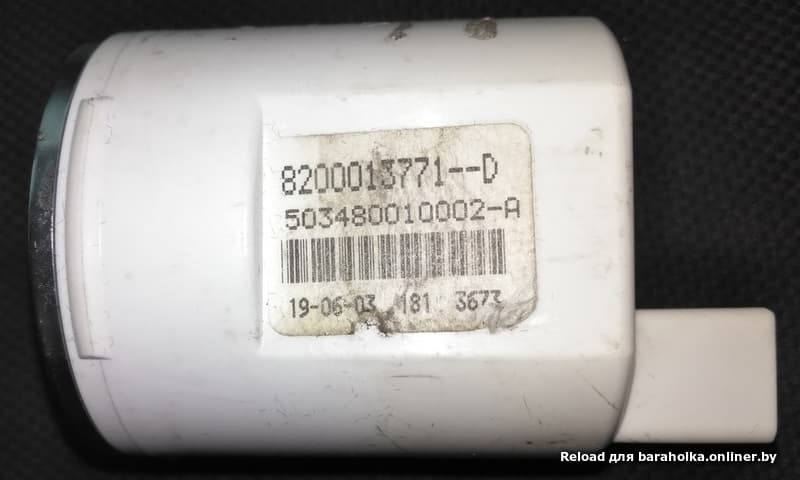 8200013771--D
503480010002-A
19-06-03 181 3673
Reload для baraholka.onliner.by